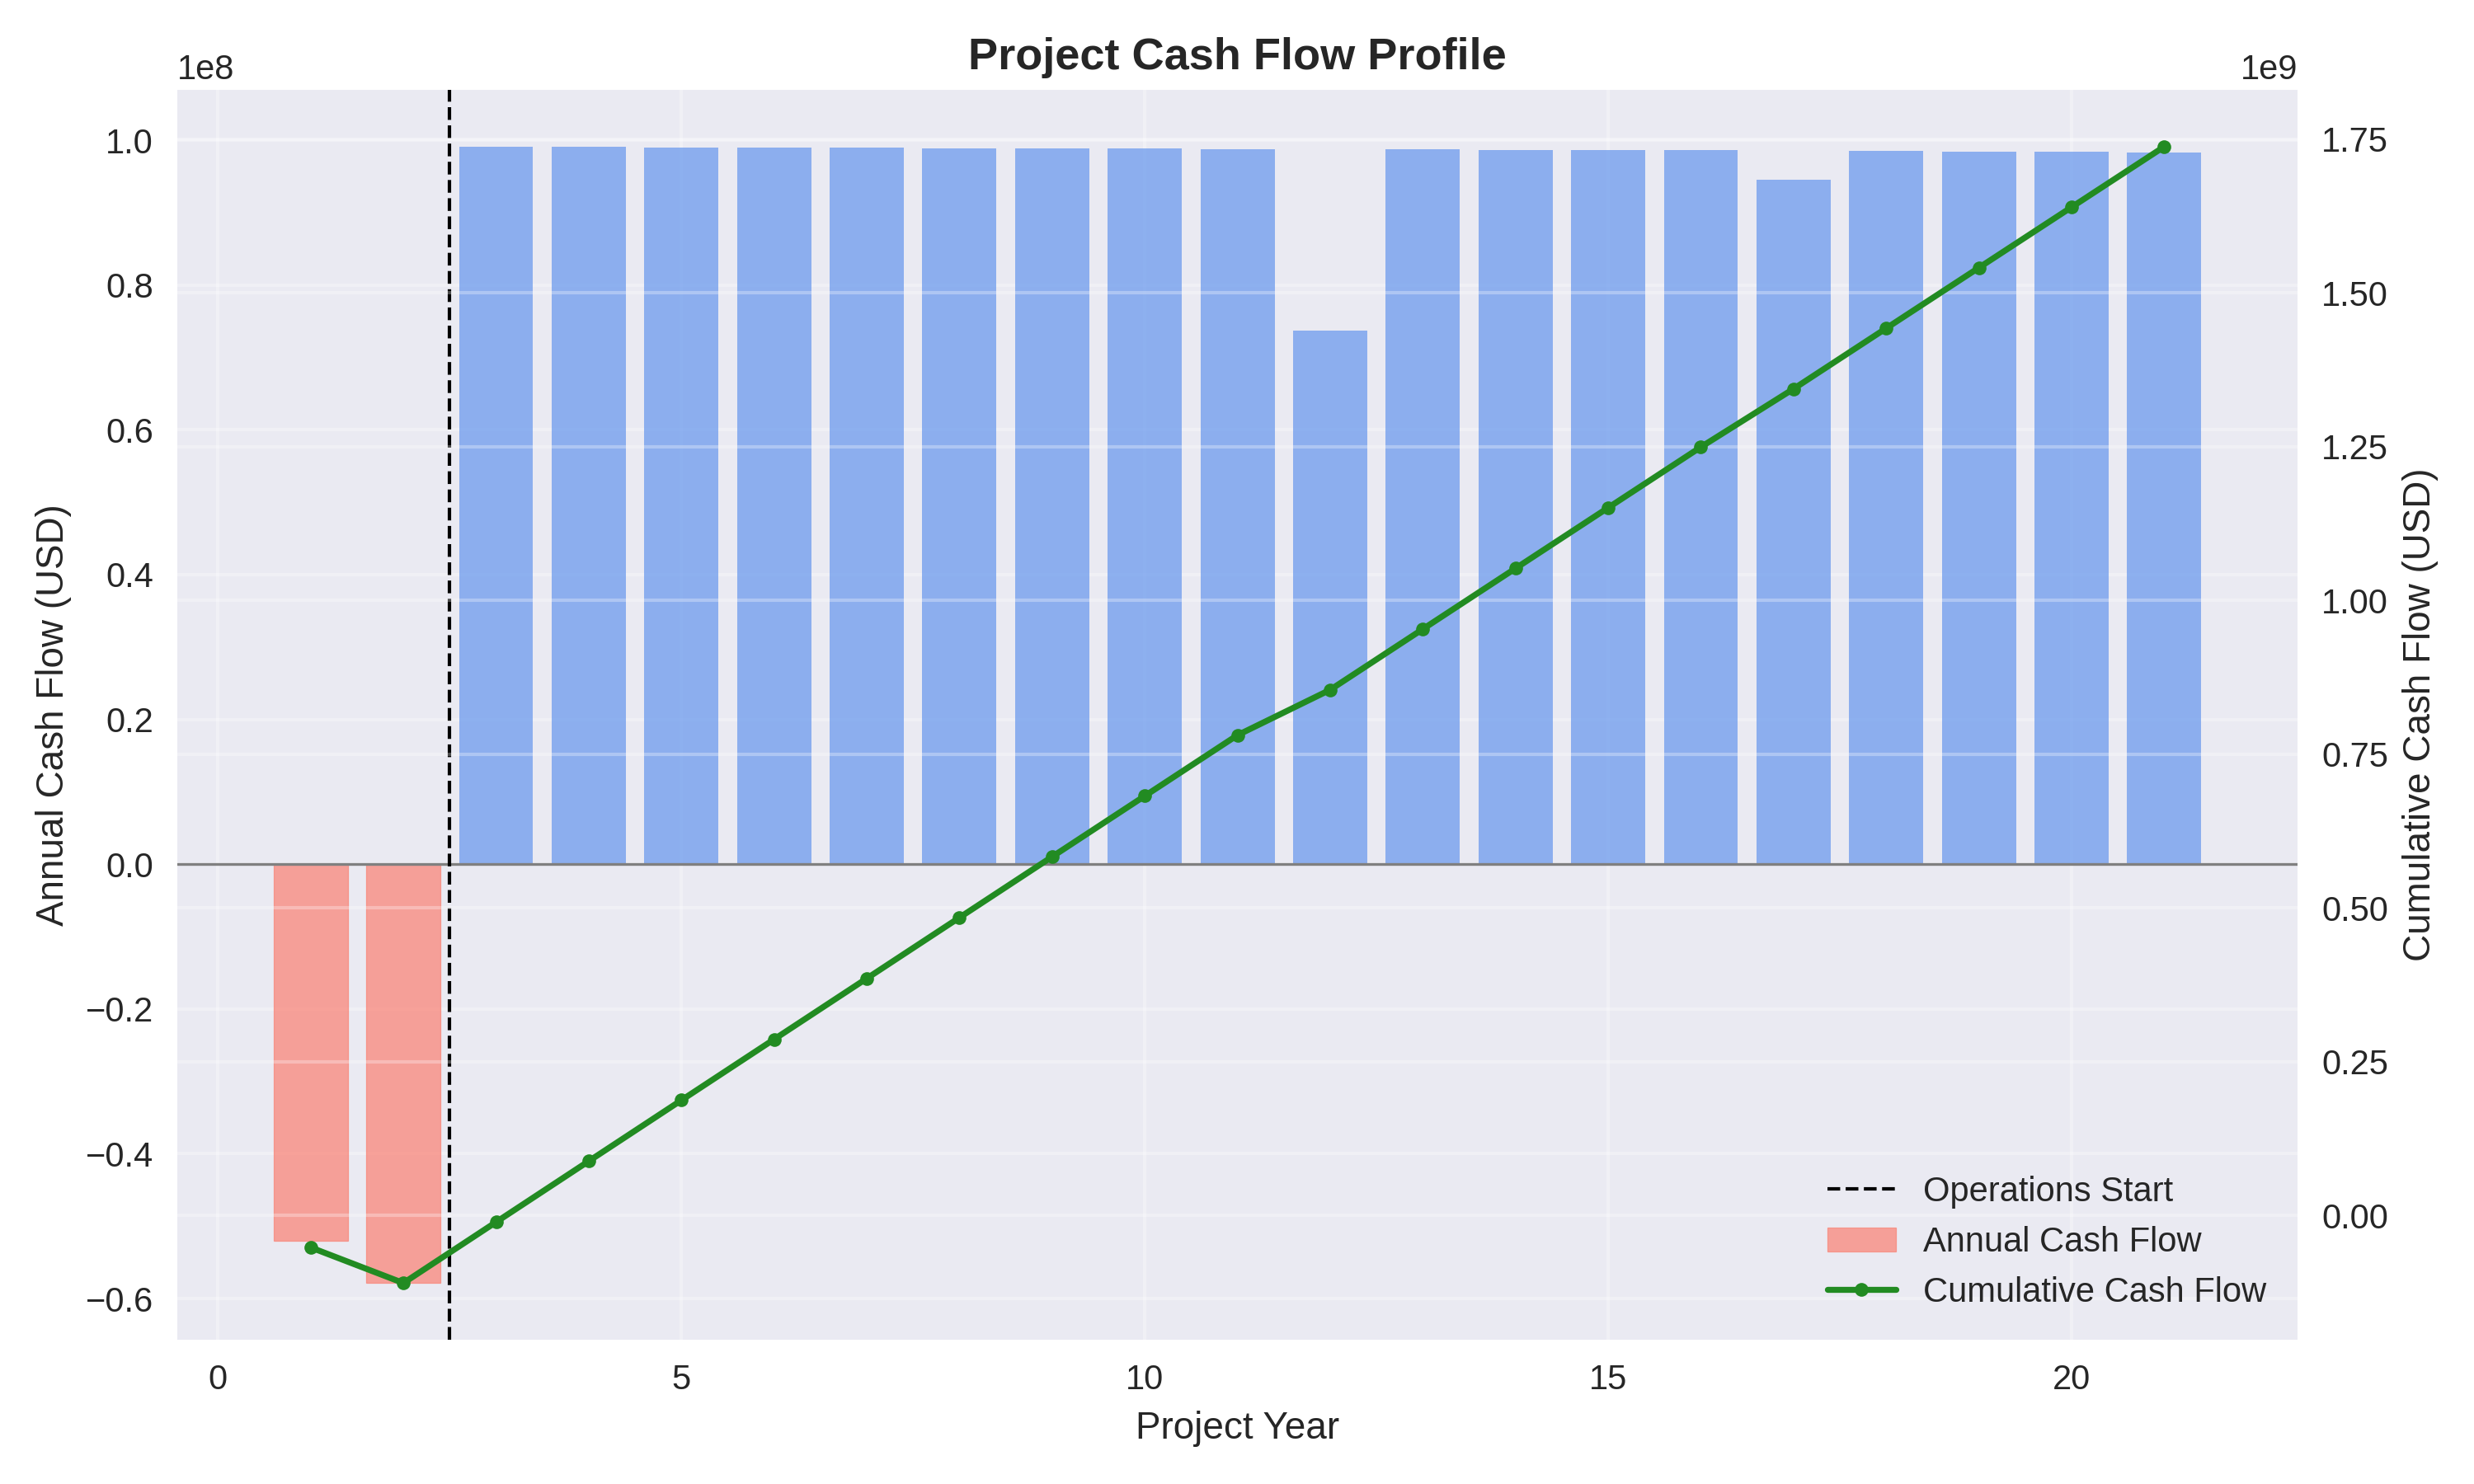 Project Cash Flow Profile
1e8
1e9
1.0
0.8
0.6
0.4
0.2
0.0
−0.2
−0.4
−0.6
Annual Cash Flow (USD)
1.75
1.50
1.25
1.00
0.75
0.50
0.25
0.00
Cumulative Cash Flow (USD)
Operations Start
Annual Cash Flow
Cumulative Cash Flow
0 5 10 15 20
Project Year